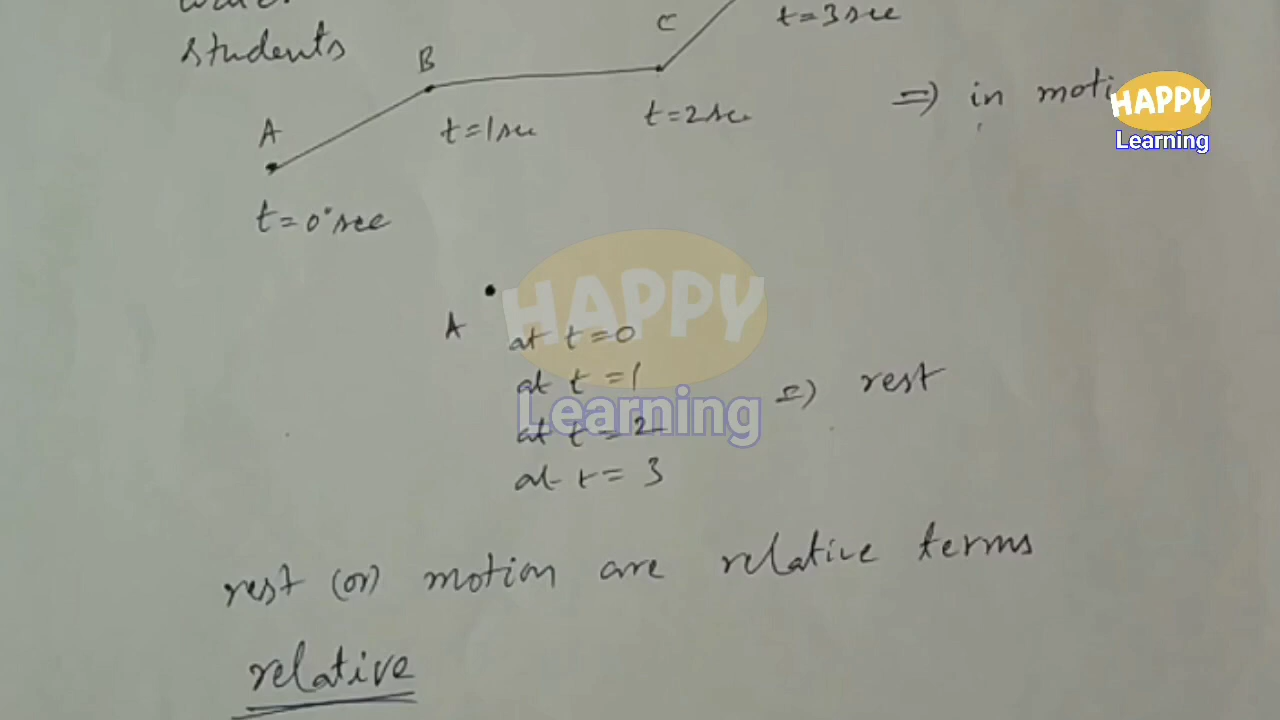 students
B
C
t=3sec
A
t=1sec
t=2sec
=) in moti
HAPPY
Learning
t=0sec
A
HAPPY
Learning
at t=0
at t=1
at t=2
at t=3
=) rest
rest (or) motion are relative terms
relative